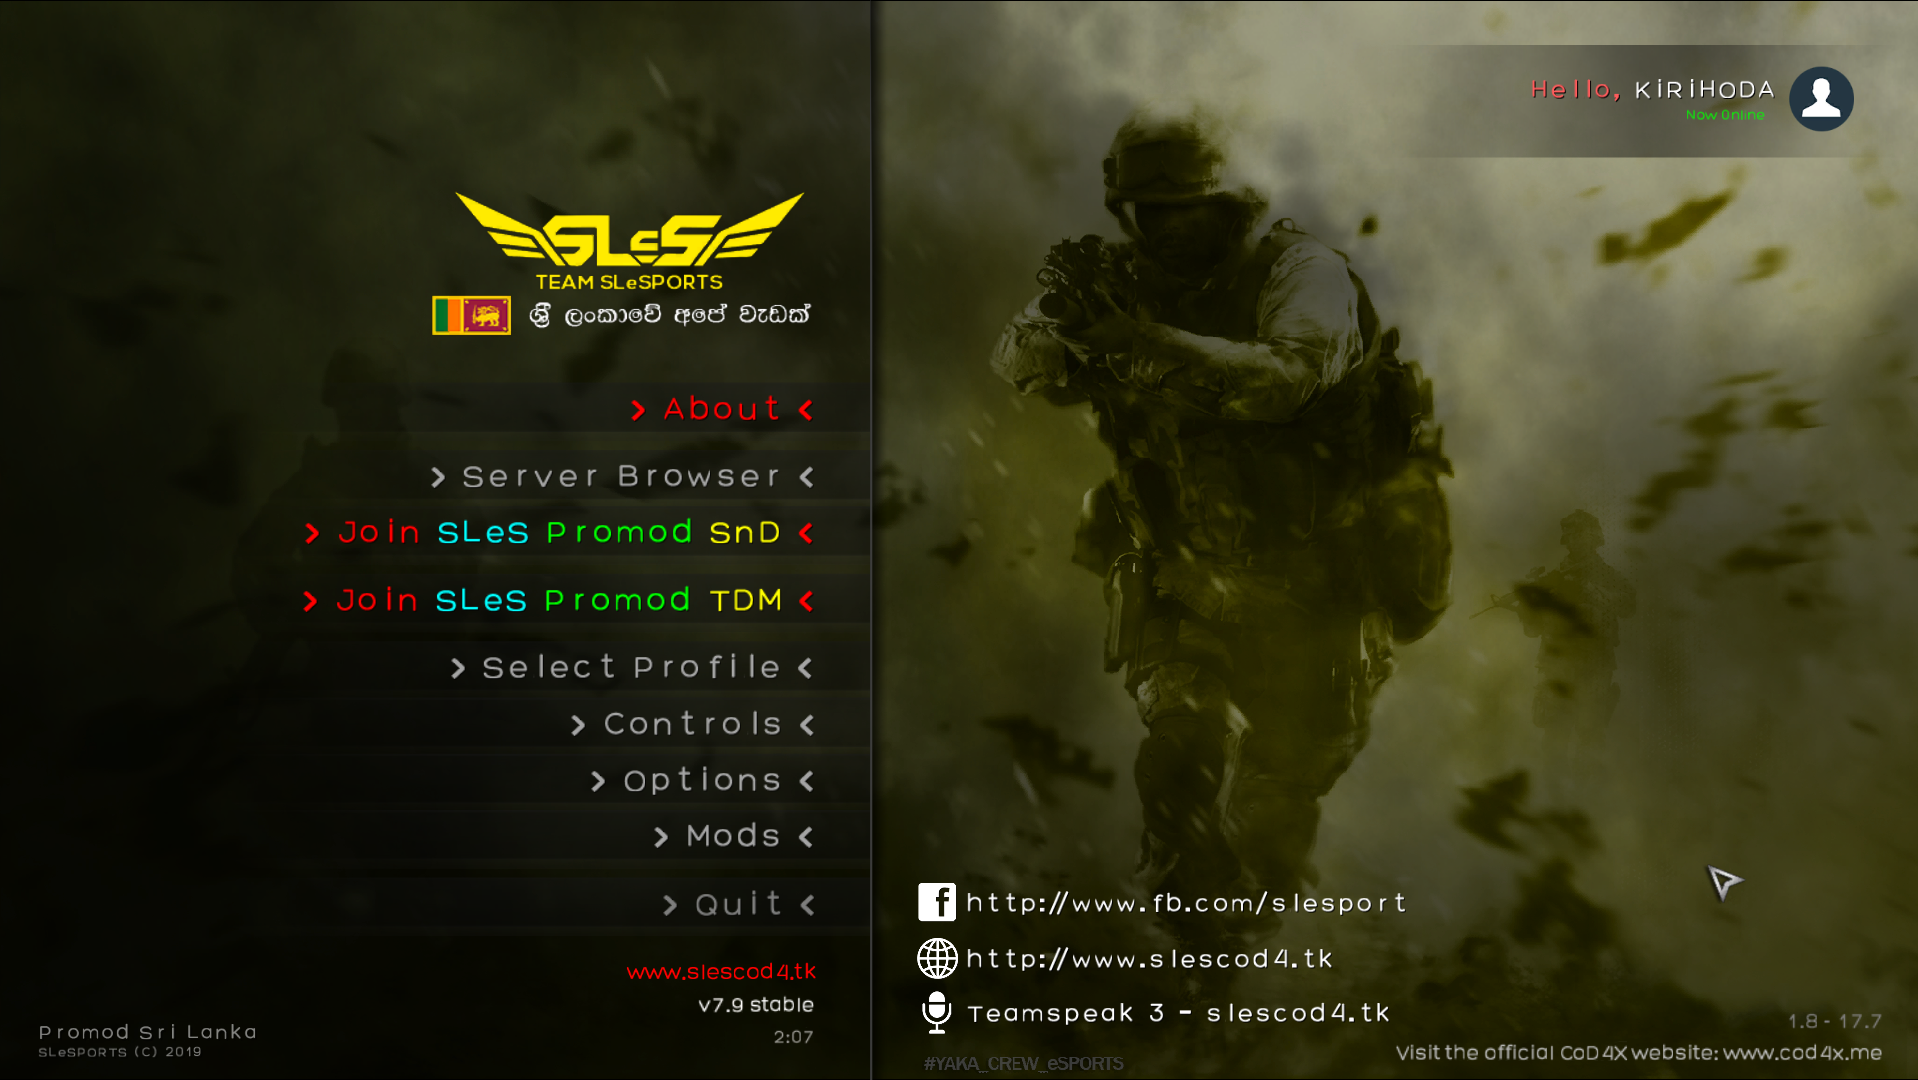 Hello, KiRiHODA
Now Online
SLeS
TEAM SLeSPORTS
ශ්‍රී ලංකාවේ අපේ වැඩක්
> About <
> Server Browser <
> Join SLeS Promod SnD <
> Join SLeS Promod TDM <
> Select Profile <
> Controls <
> Options <
> Mods <
> Quit <
www.slescod4.tk
v7.9 stable
2:07
Promod Sri Lanka
SLeSPORTS (C) 2019
http://www.fb.com/slesport
http://www.slescod4.tk
Teamspeak 3 - slescod4.tk
#YAKA_CREW_eSPORTS
1.8 - 17.7
Visit the official CoD4X website: www.cod4x.me